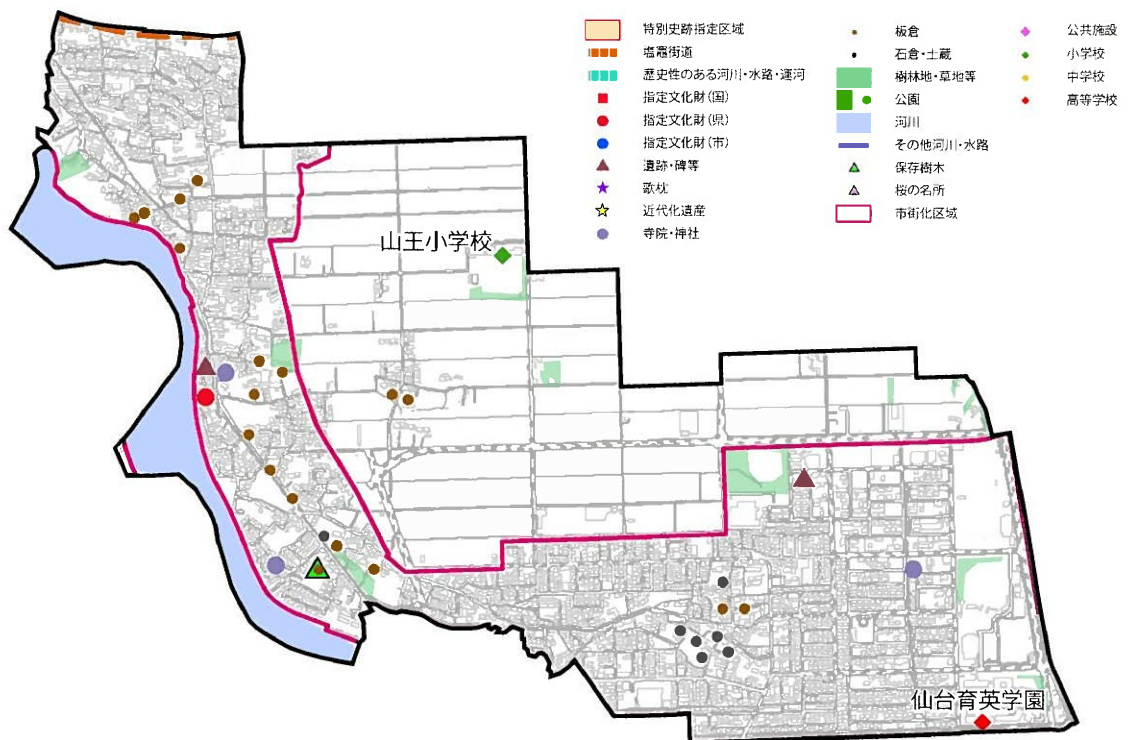 特別史跡指定区域
塩竈街道
歴史性のある河川・水路・運河
指定文化財(国)
指定文化財(県)
指定文化財(市)
遺跡・碑等
歌枕
近代化遺産
寺院・神社
板倉
石倉・土蔵
樹林地・草地等
公園
河川
その他河川・水路
保存樹木
桜の名所
市街化区域
公共施設
小学校
中学校
高等学校
山王小学校
仙台育英学園